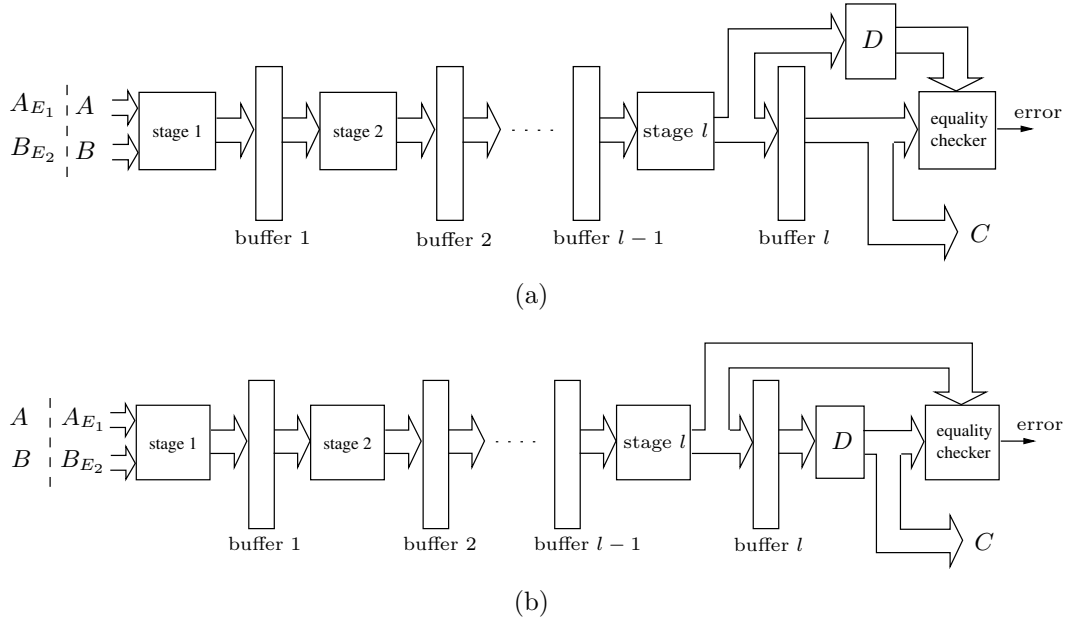 D
A_{E_1} A
stage 1
stage 2
. . . .
stage l
equality
checker
error
B_{E_2} B
buffer 1
buffer 2
buffer l − 1
buffer l
C
(a)
A A_{E_1}
stage 1
stage 2
. . . .
stage l
D
equality
checker
error
B B_{E_2}
buffer 1
buffer 2
buffer l − 1
buffer l
C
(b)